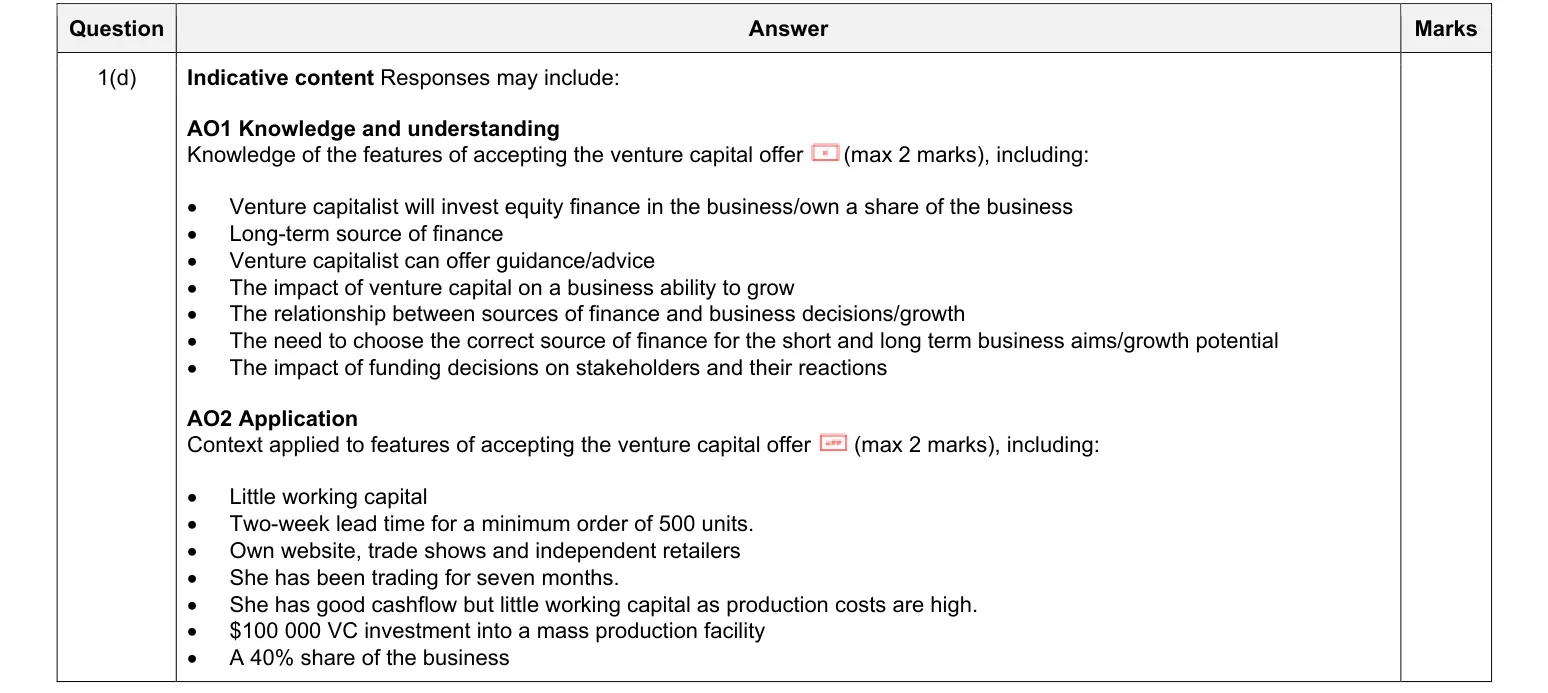 Question Answer Marks
1(d) Indicative content Responses may include:
AO1 Knowledge and understanding
Knowledge of the features of accepting the venture capital offer (max 2 marks), including:
• Venture capitalist will invest equity finance in the business/own a share of the business
• Long-term source of finance
• Venture capitalist can offer guidance/advice
• The impact of venture capital on a business ability to grow
• The relationship between sources of finance and business decisions/growth
• The need to choose the correct source of finance for the short and long term business aims/growth potential
• The impact of funding decisions on stakeholders and their reactions
AO2 Application
Context applied to features of accepting the venture capital offer (max 2 marks), including:
• Little working capital
• Two-week lead time for a minimum order of 500 units.
• Own website, trade shows and independent retailers
• She has been trading for seven months.
• She has good cashflow but little working capital as production costs are high.
• $100 000 VC investment into a mass production facility
• A 40% share of the business